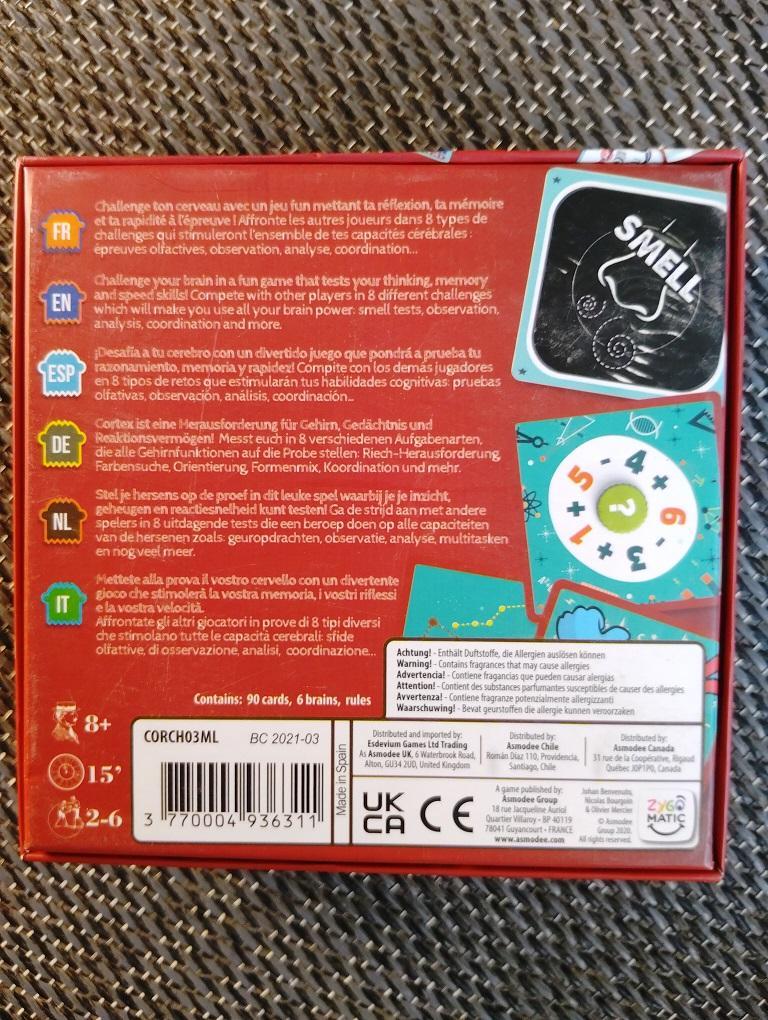 FR
Challenge ton cerveau avec un jeu fun mettant ta réflexion, ta mémoire
et ta rapidité à l'épreuve ! Affronte les autres joueurs dans 8 types de
challenges qui stimuleront l'ensemble de tes capacités cérébrales :
épreuves olfactives, observation, analyse, coordination...
EN
Challenge your brain in a fun game that tests your thinking, memory
and speed skills! Compete with other players in 8 different challenges
which will make you use all your brain power: smell tests, observation,
analysis, coordination and more.
ESP
¡Desafía a tu cerebro con un divertido juego que pondrá a prueba tu
razonamiento, memoria y rapidez! Compite con los demás jugadores
en 8 tipos de retos que estimularán tus habilidades cognitivas: pruebas
olfativas, observación, análisis, coordinación...
DE
Cortex ist eine Herausforderung für Gehirn, Gedächtnis und
Reaktionsvermögen! Messt euch in 8 verschiedenen Aufgabenarten,
die alle Gehirnfunktionen auf die Probe stellen: Riech-Herausforderung,
Farbensuche, Orientierung, Formenmix, Koordination und mehr.
NL
Stel je hersens op de proef in dit leuke spel waarbij je je inzicht,
geheugen en reactiesnelheid kunt testen! Ga de strijd aan met andere
spelers in 8 uitdagende tests die een beroep doen op alle capaciteiten
van de hersenen zoals: geuropdrachten, observatie, analyse, multitasken
en nog veel meer.
IT
Mettete alla prova il vostro cervello con un divertente
gioco che stimolerà la vostra memoria, i vostri riflessi
e la vostra velocità.
Affrontate gli altri giocatori in prove di 8 tipi diversi
che stimolano tutte le capacità cerebrali: sfide
olfattive, di osservazione, analisi, coordinazione...
SMELL
4 + 6 + 3 + 1 + 5 -
?
Contains: 90 cards, 6 brains, rules
Achtung! - Enthält Duftstoffe, die Allergien auslösen können
Warning! - Contains fragrances that may cause allergies
Advertencia! - Contiene fragancias que pueden causar alergias
Attention! - Contient des substances parfumantes susceptibles de causer des allergies
Avvertenza! - Contiene fragranze potenzialmente allergizzanti
Waarschuwing! - Bevat geurstoffen die allergie kunnen veroorzaken
8+
15'
2-6
CORCH03ML BC 2021-03
3 770004 936311
Made in Spain
Distributed and imported by:
Esdevium Games Ltd Trading
As Asmodee UK, 6 Waterbrook Road,
Alton, GU34 2UD, United Kingdom
Distributed by:
Asmodee Chile
Román Díaz 110, Providencia,
Santiago, Chile
Distributed by:
Asmodee Canada
31 rue de la Coopérative, Rigaud
Québec J0P1P0, Canada
UK
CA
CE
A game published by:
Asmodee Group
18 rue Jacqueline Auriol
Quartier Villaroy • BP 40119
78041 Guyancourt • FRANCE
www.asmodee.com
Johan Benvenuto,
Nicolas Bourgoin
& Olivier Mercier
© Asmodee
Group 2020.
All rights reserved.
ZYGO
MATIC